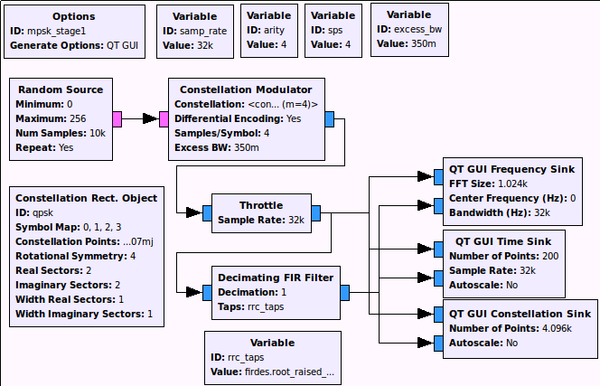 Options
ID: mpsk_stage1
Generate Options: QT GUI
Variable
ID: samp_rate
Value: 32k
Variable
ID: arity
Value: 4
Variable
ID: sps
Value: 4
Variable
ID: excess_bw
Value: 350m
Random Source
Minimum: 0
Maximum: 256
Num Samples: 10k
Repeat: Yes
Constellation Modulator
Constellation: <con... (m=4)>
Differential Encoding: Yes
Samples/Symbol: 4
Excess BW: 350m
Constellation Rect. Object
ID: qpsk
Symbol Map: 0, 1, 2, 3
Constellation Points: ...07mj
Rotational Symmetry: 4
Real Sectors: 2
Imaginary Sectors: 2
Width Real Sectors: 1
Width Imaginary Sectors: 1
Throttle
Sample Rate: 32k
Decimating FIR Filter
Decimation: 1
Taps: rrc_taps
Variable
ID: rrc_taps
Value: firdes.root_raised_...
QT GUI Frequency Sink
FFT Size: 1.024k
Center Frequency (Hz): 0
Bandwidth (Hz): 32k
QT GUI Time Sink
Number of Points: 200
Sample Rate: 32k
Autoscale: No
QT GUI Constellation Sink
Number of Points: 4.096k
Autoscale: No